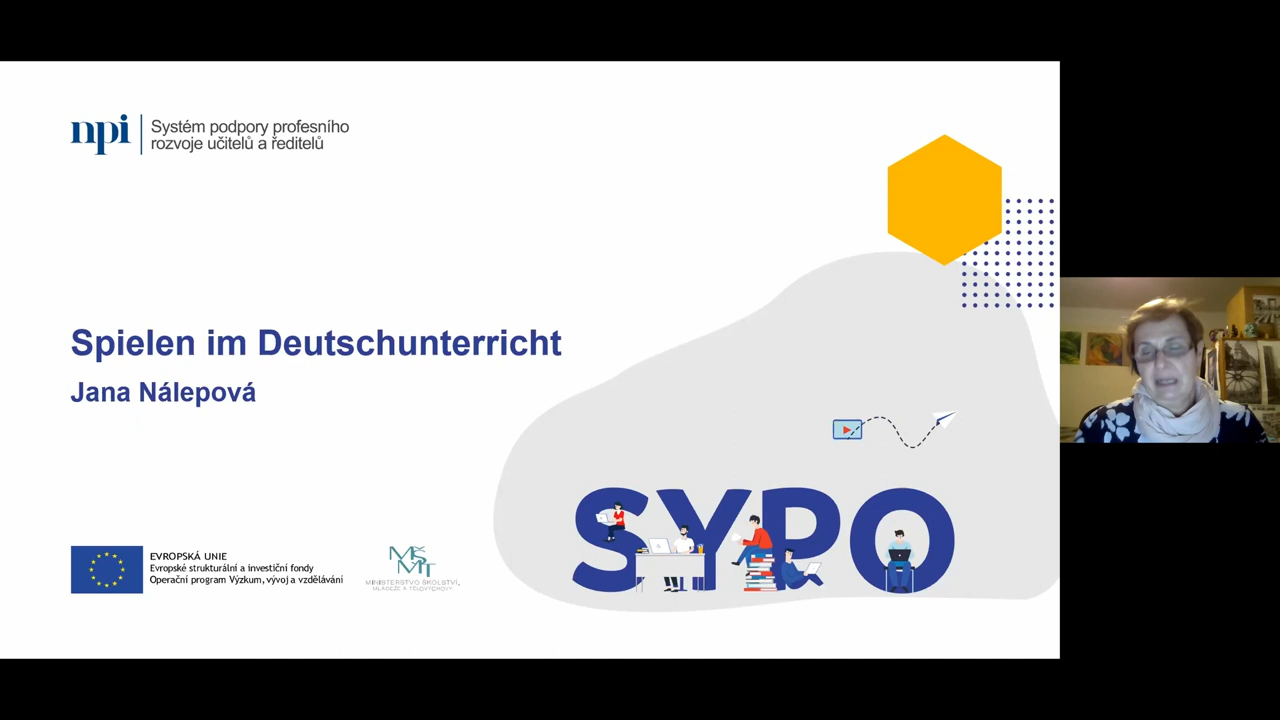 npi
Systém podpory profesního
rozvoje učitelů a ředitelů
Spielen im Deutschunterricht
Jana Nálepová
SYPO
EVROPSKÁ UNIE
Evropské strukturální a investiční fondy
Operační program Výzkum, vývoj a vzdělávání
MŠMT
MINISTERSTVO ŠKOLSTVÍ,
MLÁDEŽE A TĚLOVÝCHOVY